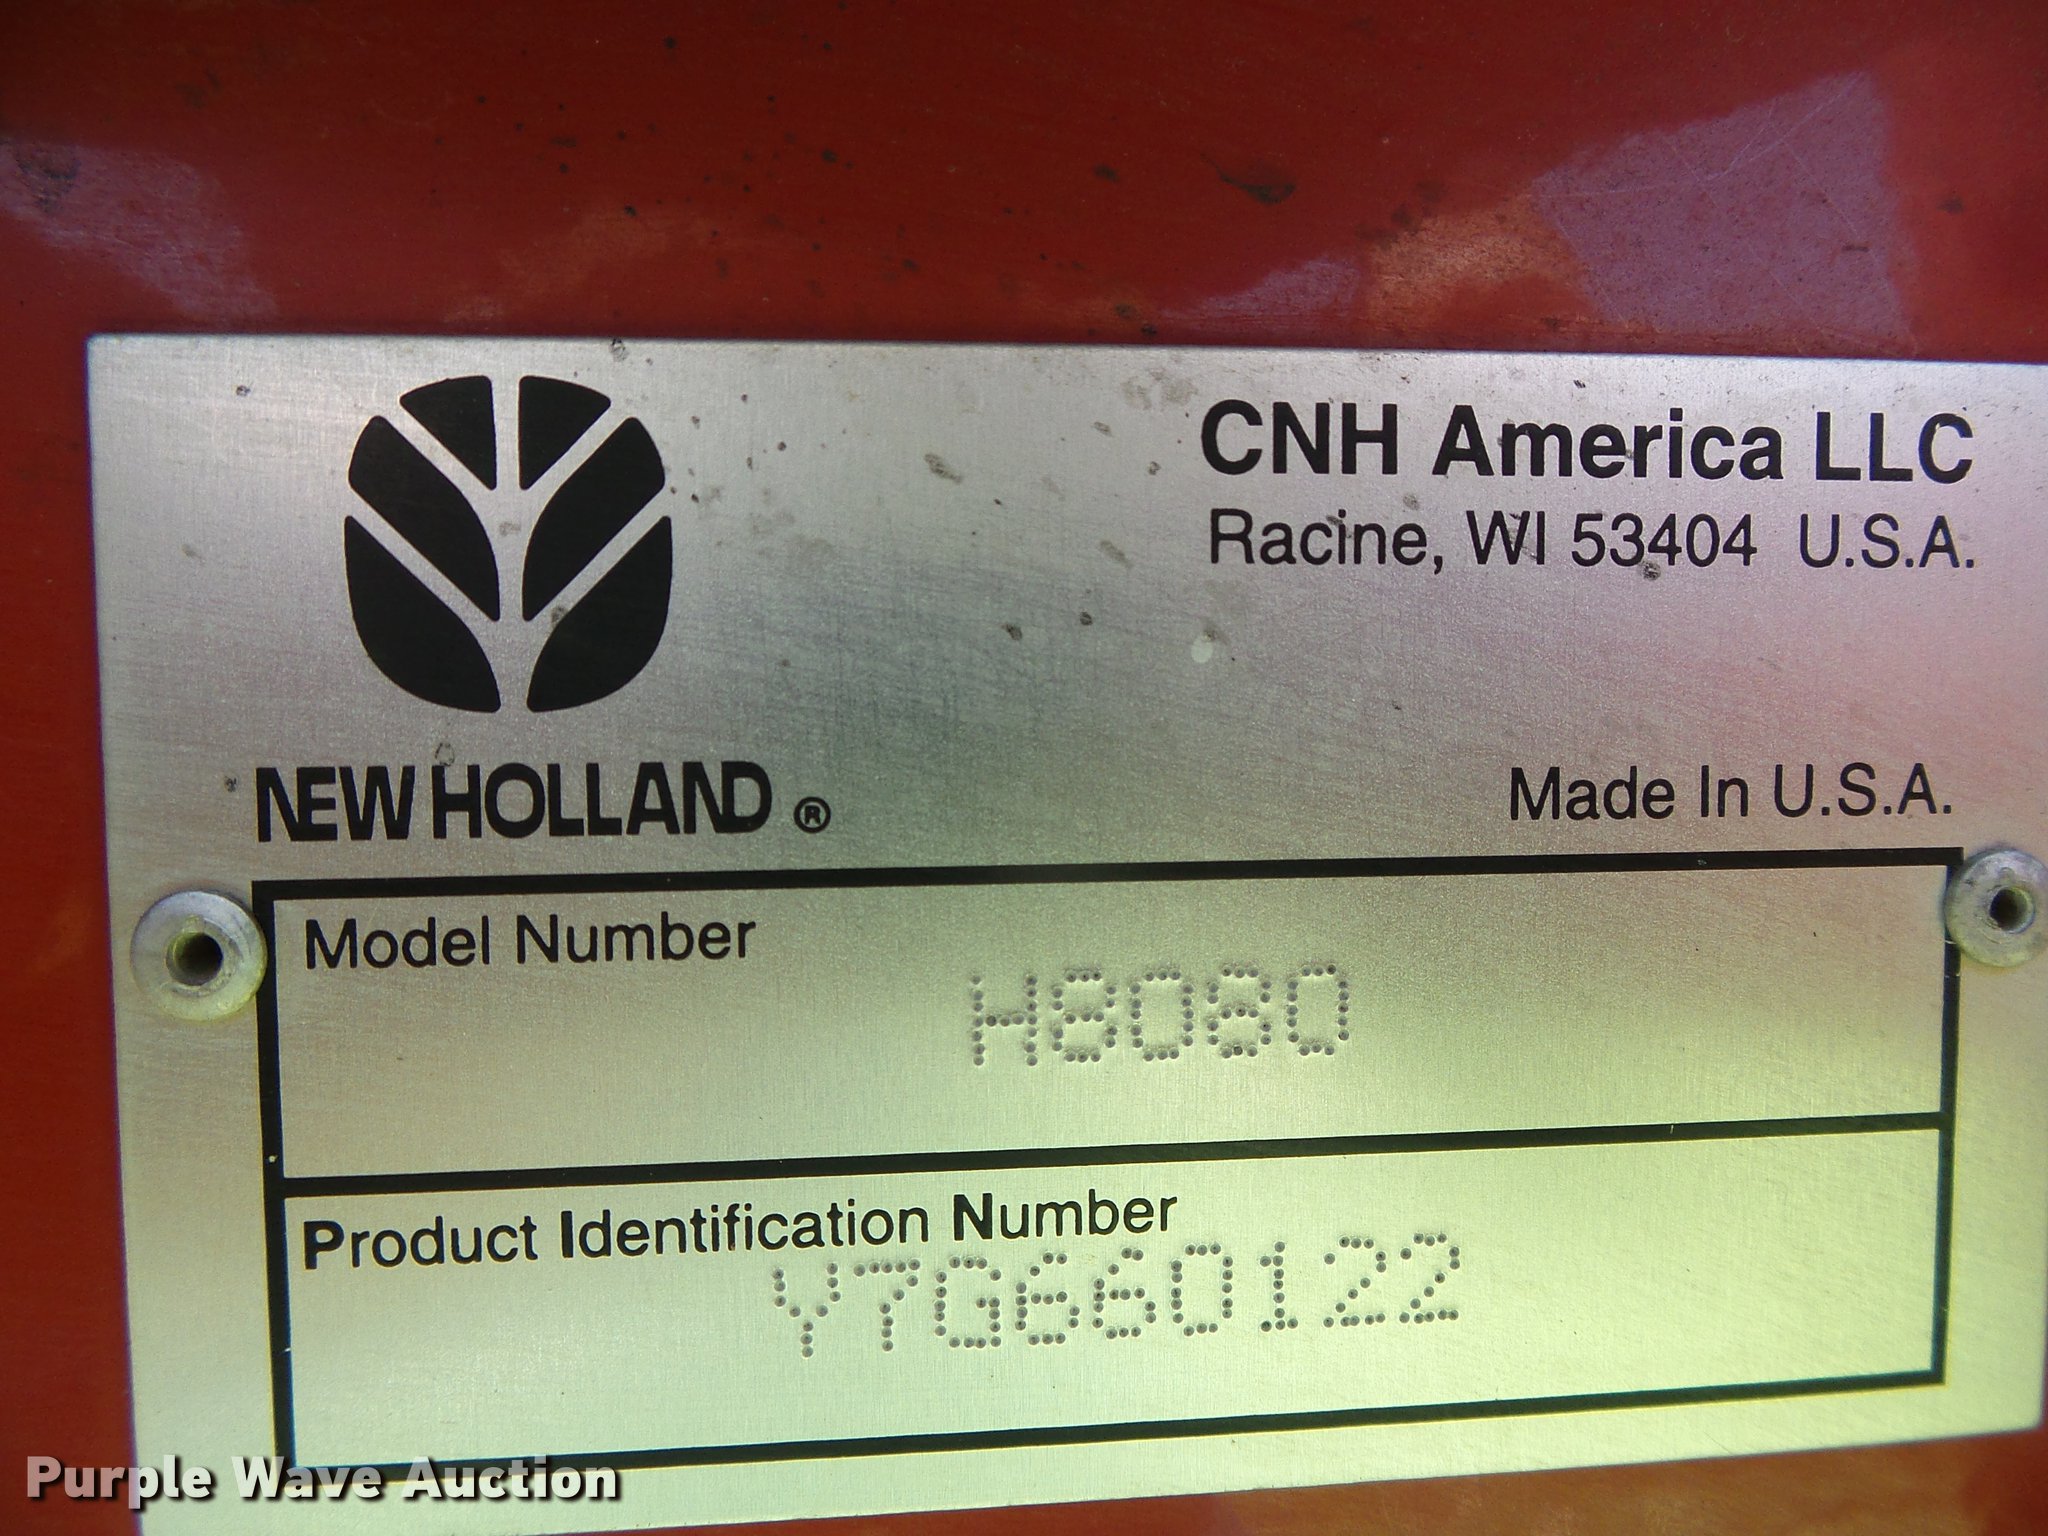 CNH America LLC
Racine, WI 53404 U.S.A.
NEW HOLLAND ®
Made In U.S.A.
Model Number
H8080
Product Identification Number
Y7G660122
Purple Wave Auction